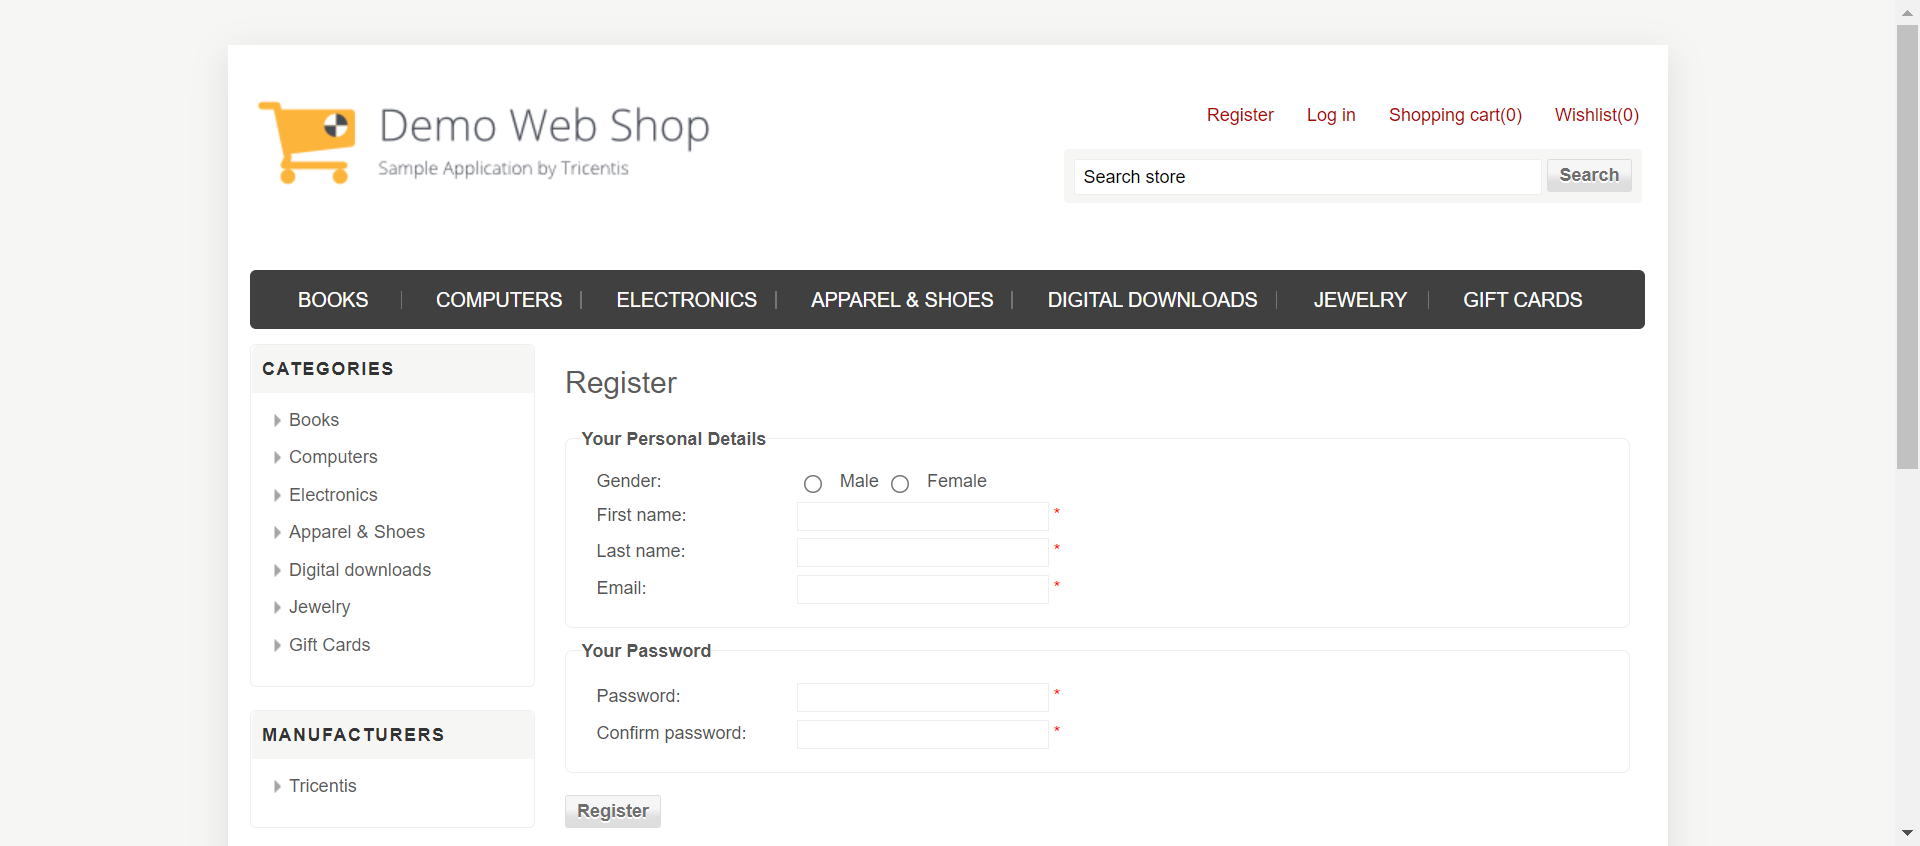 Demo Web Shop
Sample Application by Tricentis
Register Log in Shopping cart(0) Wishlist(0)
Search store Search
BOOKS COMPUTERS ELECTRONICS APPAREL & SHOES DIGITAL DOWNLOADS JEWELRY GIFT CARDS
CATEGORIES
Books
Computers
Electronics
Apparel & Shoes
Digital downloads
Jewelry
Gift Cards
MANUFACTURERS
Tricentis
Register
Your Personal Details
Gender: Male Female
First name: *
Last name: *
Email: *
Your Password
Password: *
Confirm password: *
Register